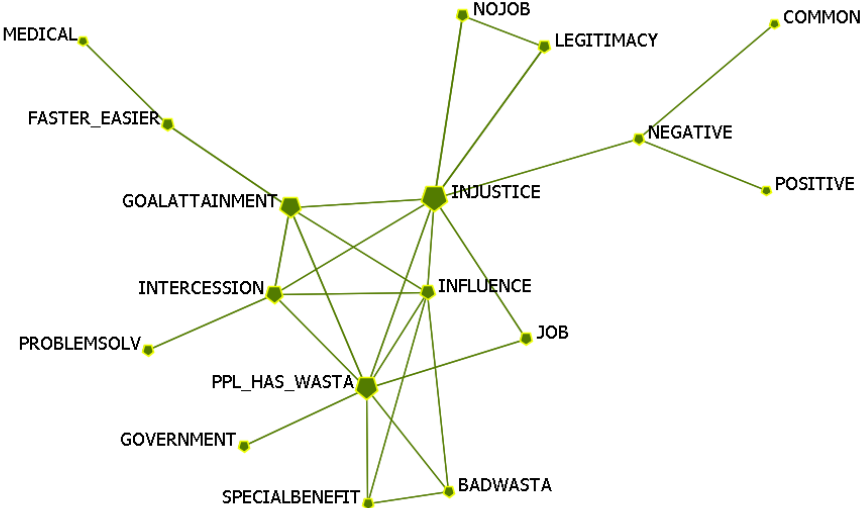 NOJOB
COMMON
MEDICAL
LEGITIMACY
FASTER_EASIER
NEGATIVE
POSITIVE
INJUSTICE
GOALATTAINMENT
INTERCESSION
INFLUENCE
JOB
PROBLEMSOLV
PPL_HAS_WASTA
GOVERNMENT
BADWASTA
SPECIALBENEFIT